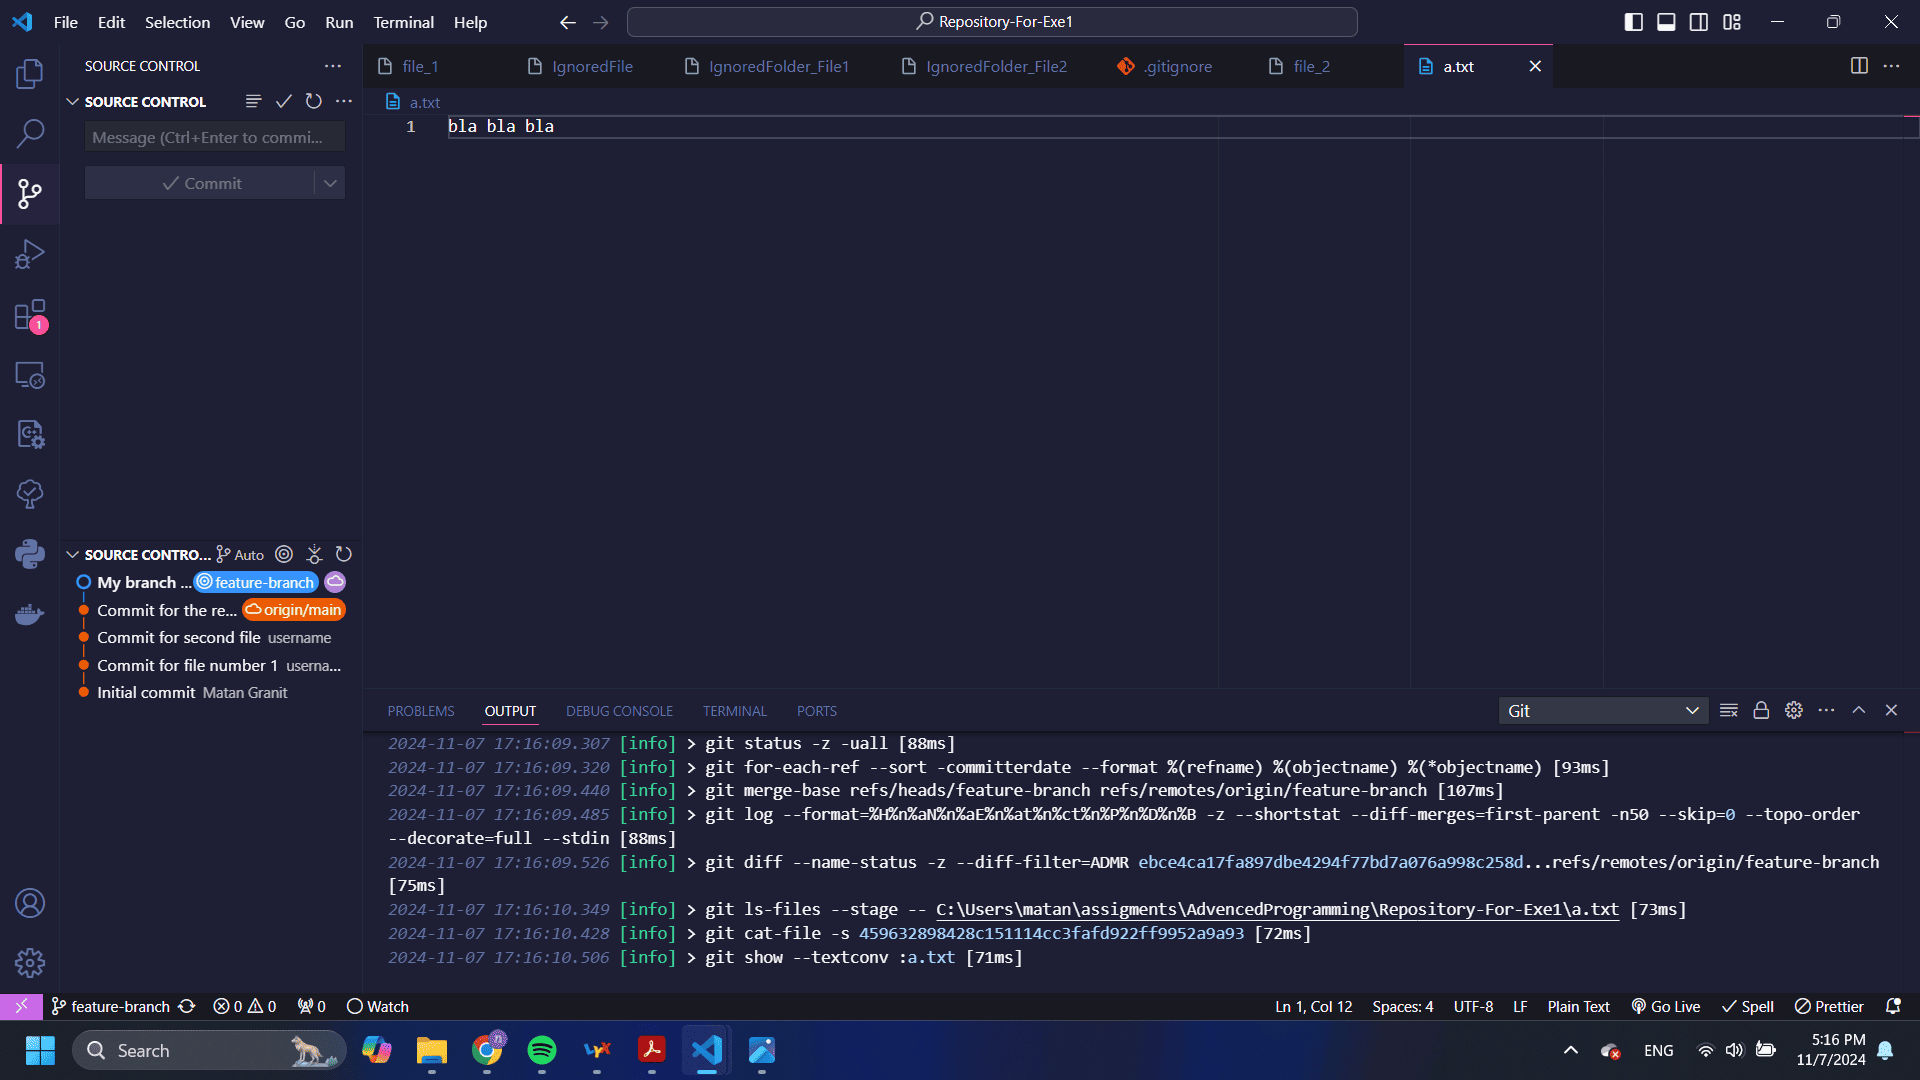 File Edit Selection View Go Run Terminal Help
Repository-For-Exe1
SOURCE CONTROL
SOURCE CONTROL
Message (Ctrl+Enter to commi...
Commit
1
file_1 IgnoredFile IgnoredFolder_File1 IgnoredFolder_File2 .gitignore file_2 a.txt
a.txt
1 bla bla bla
SOURCE CONTRO... Auto
My branch ... feature-branch
Commit for the re... origin/main
Commit for second file username
Commit for file number 1 userna...
Initial commit Matan Granit
PROBLEMS OUTPUT DEBUG CONSOLE TERMINAL PORTS
Git
2024-11-07 17:16:09.307 [info] > git status -z -uall [88ms]
2024-11-07 17:16:09.320 [info] > git for-each-ref --sort -committerdate --format %(refname) %(objectname) %(*objectname) [93ms]
2024-11-07 17:16:09.440 [info] > git merge-base refs/heads/feature-branch refs/remotes/origin/feature-branch [107ms]
2024-11-07 17:16:09.485 [info] > git log --format=%H%n%aN%n%aE%n%at%n%ct%n%P%n%D%n%B -z --shortstat --diff-merges=first-parent -n50 --skip=0 --topo-order
--decorate=full --stdin [88ms]
2024-11-07 17:16:09.526 [info] > git diff --name-status -z --diff-filter=ADMR ebce4ca17fa897dbe4294f77bd7a076a998c258d...refs/remotes/origin/feature-branch
[75ms]
2024-11-07 17:16:10.349 [info] > git ls-files --stage -- C:\Users\matan\assigments\AdvencedProgramming\Repository-For-Exe1\a.txt [73ms]
2024-11-07 17:16:10.428 [info] > git cat-file -s 459632898428c151114cc3fafd922ff9952a9a93 [72ms]
2024-11-07 17:16:10.506 [info] > git show --textconv :a.txt [71ms]
feature-branch 0 0 0 Watch
Ln 1, Col 12 Spaces: 4 UTF-8 LF Plain Text Go Live Spell Prettier
Search
ENG
5:16 PM
11/7/2024